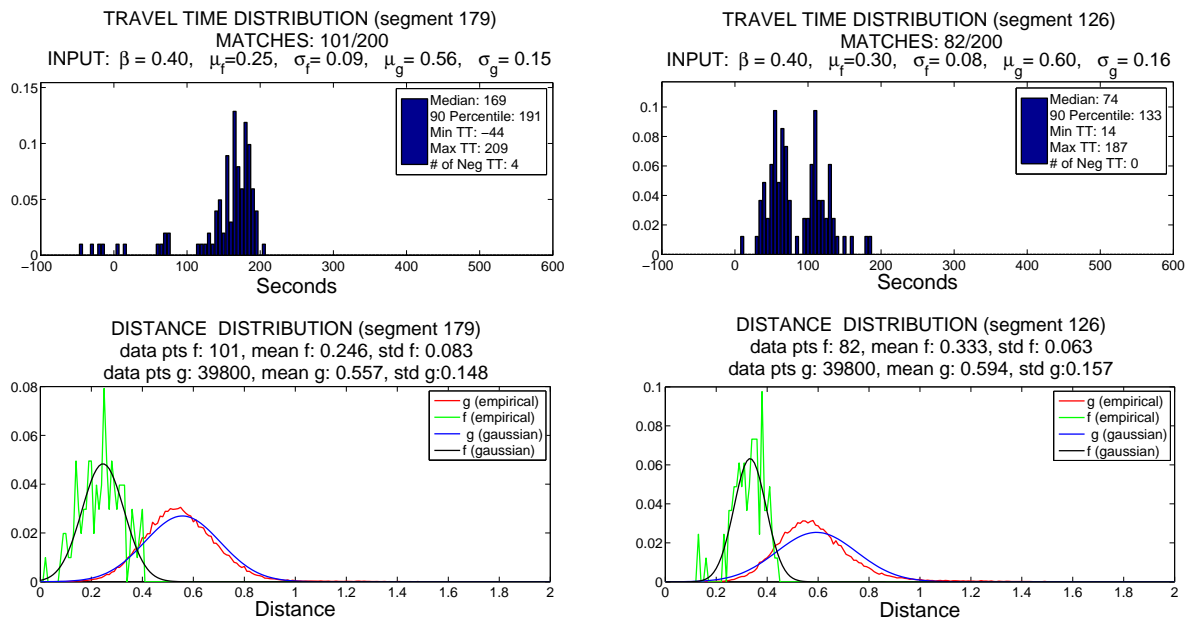 TRAVEL TIME DISTRIBUTION (segment 179)
MATCHES: 101/200
INPUT: β = 0.40, μf=0.25, σf= 0.09, μg= 0.56, σg= 0.15
0.15
0.1
0.05
0
Median: 169
90 Percentile: 191
Min TT: −44
Max TT: 209
# of Neg TT: 4
−100 0 100 200 300 400 500 600
Seconds
TRAVEL TIME DISTRIBUTION (segment 126)
MATCHES: 82/200
INPUT: β = 0.40, μf=0.30, σf= 0.08, μg= 0.60, σg= 0.16
0.1
0.08
0.06
0.04
0.02
0
Median: 74
90 Percentile: 133
Min TT: 14
Max TT: 187
# of Neg TT: 0
−100 0 100 200 300 400 500 600
Seconds
DISTANCE DISTRIBUTION (segment 179)
data pts f: 101, mean f: 0.246, std f: 0.083
data pts g: 39800, mean g: 0.557, std g:0.148
0.08
0.06
0.04
0.02
0
g (empirical)
f (empirical)
g (gaussian)
f (gaussian)
0 0.2 0.4 0.6 0.8 1 1.2 1.4 1.6 1.8 2
Distance
DISTANCE DISTRIBUTION (segment 126)
data pts f: 82, mean f: 0.333, std f: 0.063
data pts g: 39800, mean g: 0.594, std g:0.157
0.1
0.08
0.06
0.04
0.02
0
g (empirical)
f (empirical)
g (gaussian)
f (gaussian)
0 0.2 0.4 0.6 0.8 1 1.2 1.4 1.6 1.8 2
Distance